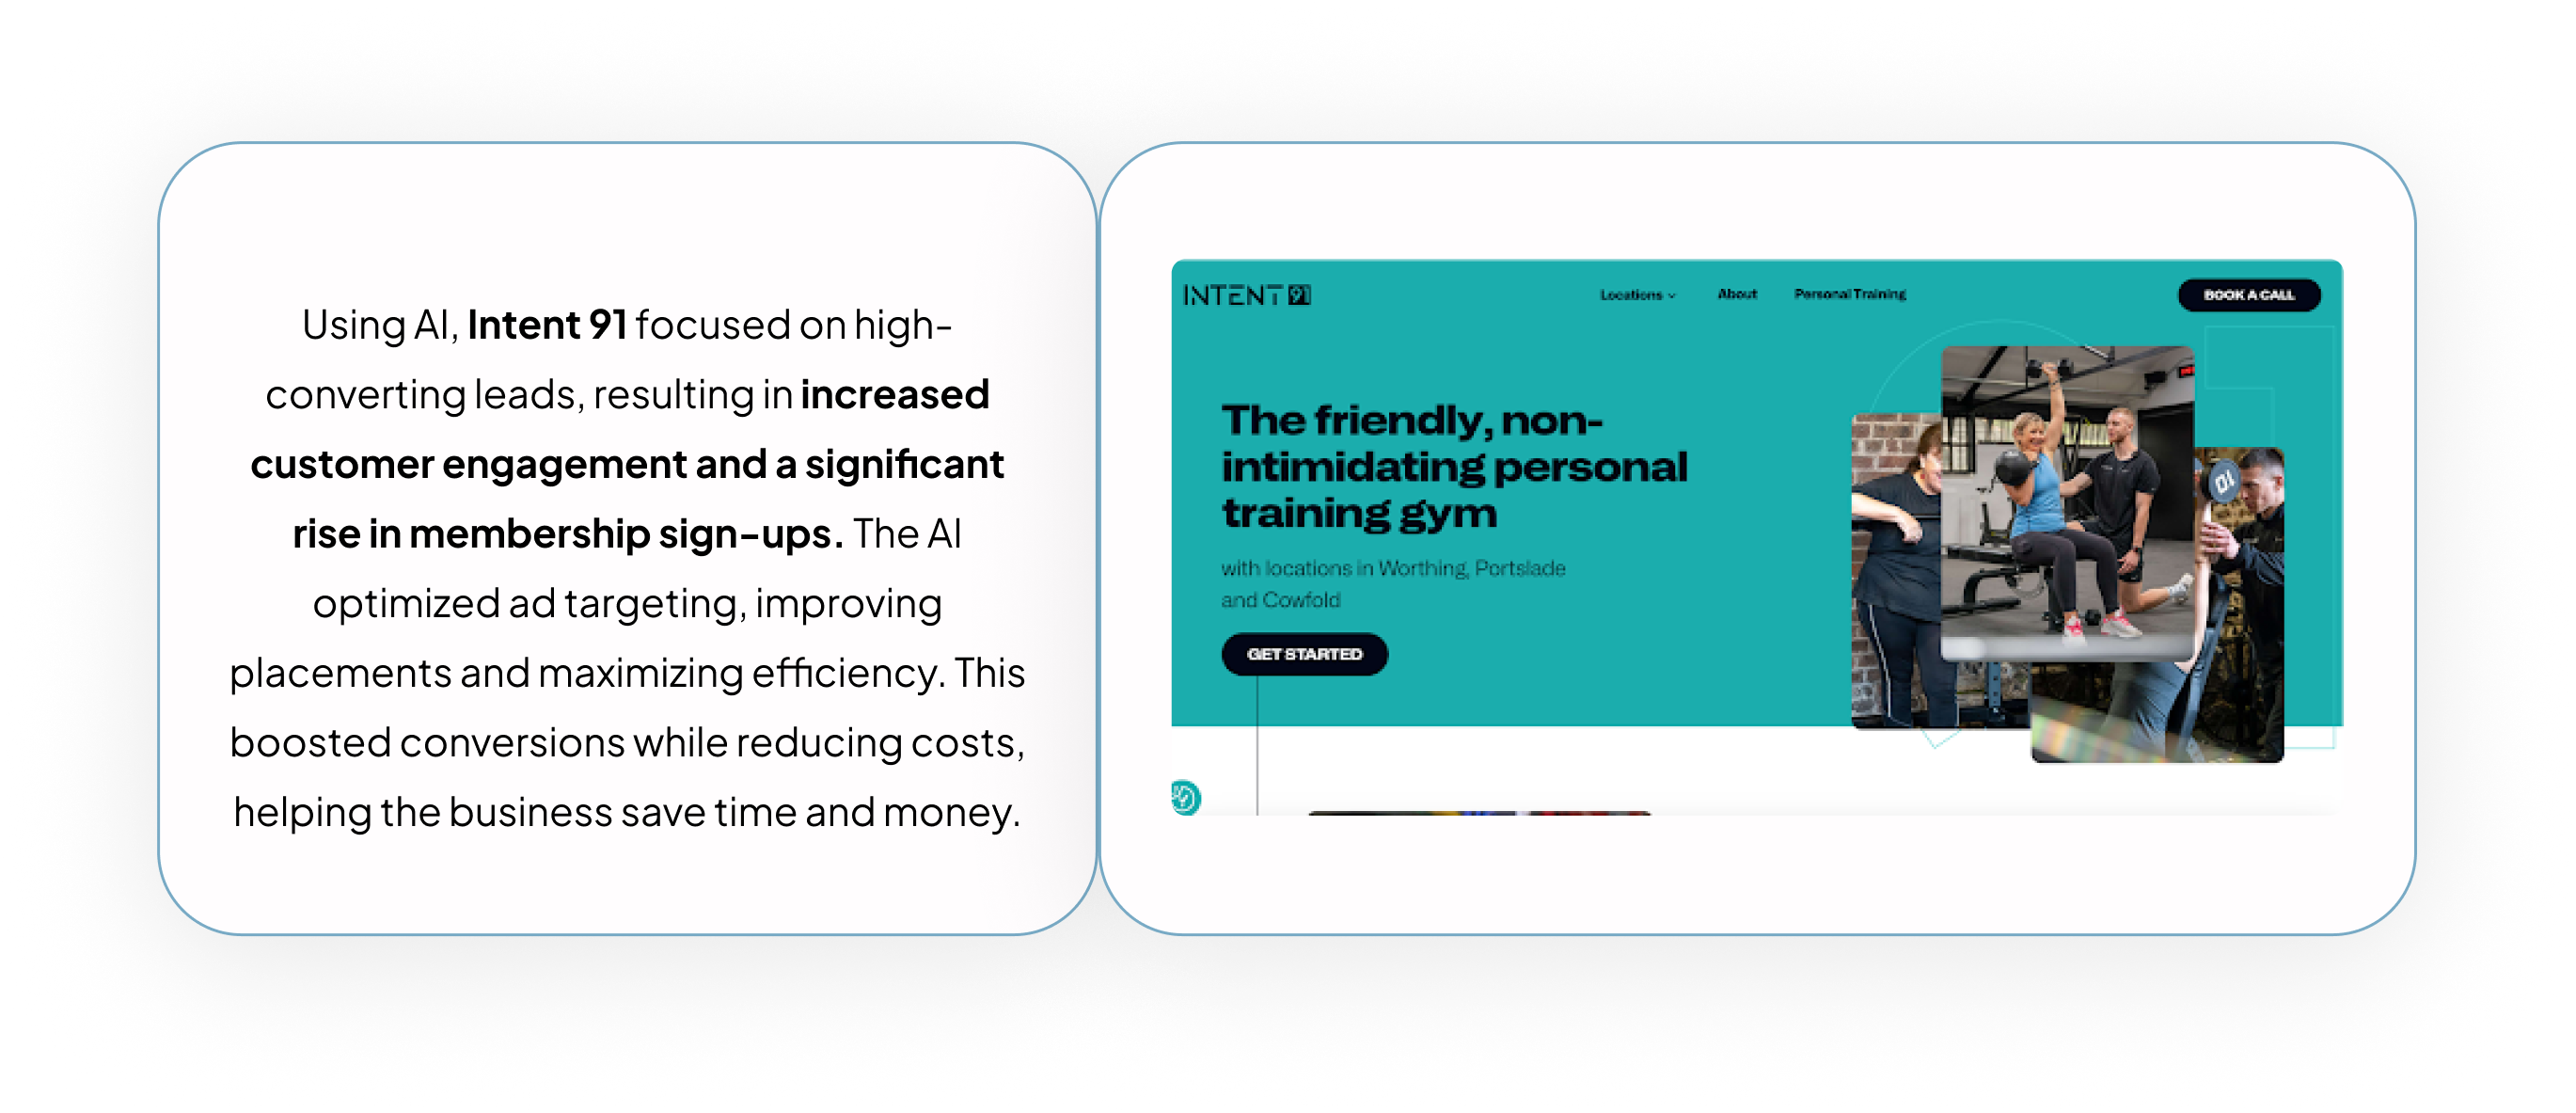 Using AI, Intent 91 focused on high-
converting leads, resulting in increased
customer engagement and a significant
rise in membership sign-ups. The AI
optimized ad targeting, improving
placements and maximizing efficiency. This
boosted conversions while reducing costs,
helping the business save time and money.
INTENT 91
Locations
About
Personal Training
BOOK A CALL
The friendly, non-
intimidating personal
training gym
with locations in Worthing, Portslade
and Cowfold
GET STARTED